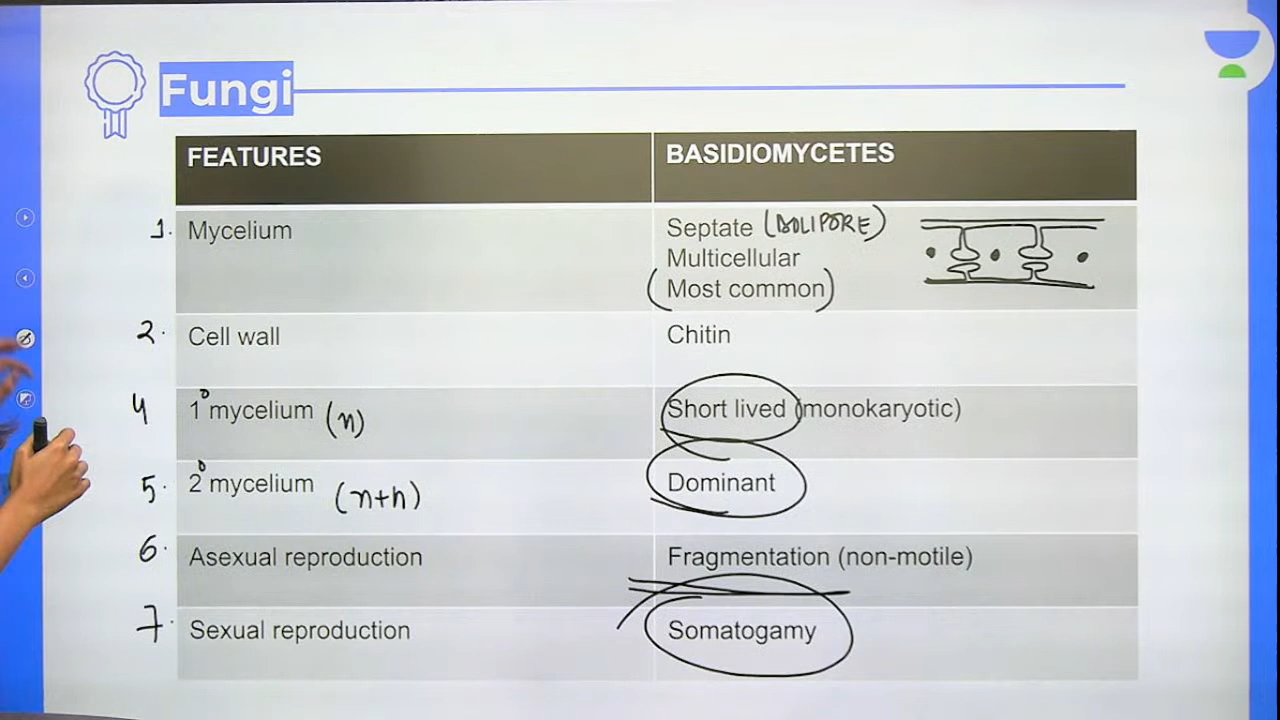 Fungi
FEATURES
BASIDIOMYCETES
1. Mycelium
Septate (DOLIPORE)
Multicellular
(Most common)
2. Cell wall
Chitin
4 1° mycelium (n)
Short lived (monokaryotic)
5. 2° mycelium (n+n)
Dominant
6. Asexual reproduction
Fragmentation (non-motile)
7. Sexual reproduction
Somatogamy